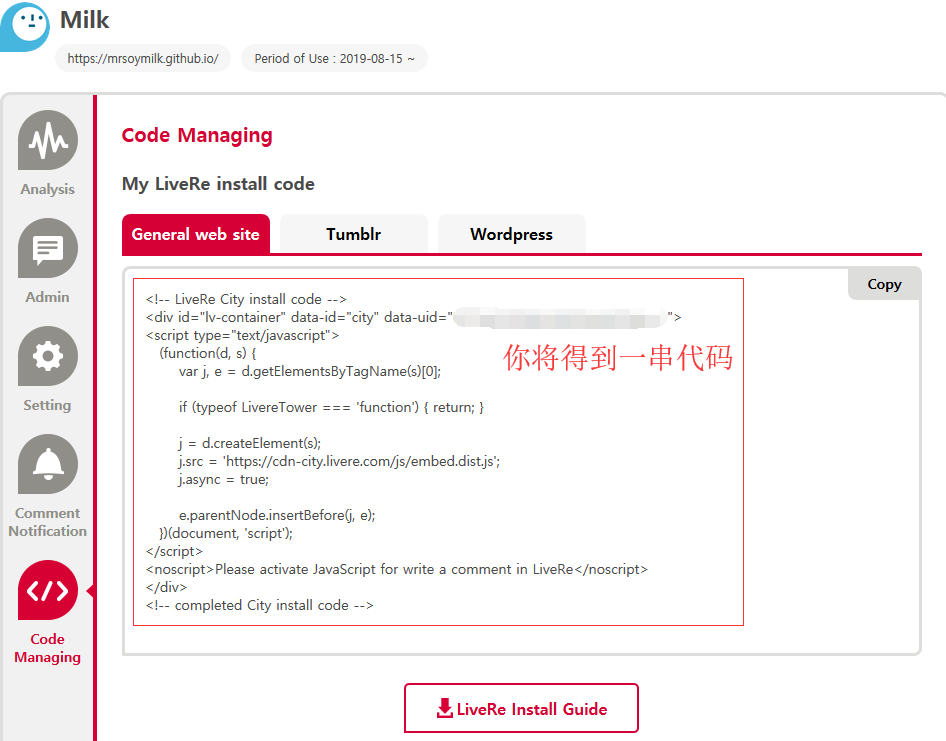 Milk
https://mrsoymilk.github.io/
Period of Use : 2019-08-15 ~
Analysis
Admin
Setting
Comment
Notification
Code
Managing
Code Managing
My LiveRe install code
General web site
Tumblr
Wordpress
Copy
<!-- LiveRe City install code -->
<div id="lv-container" data-id="city" data-uid="">
<script type="text/javascript">
(function(d, s) {
var j, e = d.getElementsByTagName(s)[0];
if (typeof LivereTower === 'function') { return; }
j = d.createElement(s);
j.src = 'https://cdn-city.livere.com/js/embed.dist.js';
j.async = true;
e.parentNode.insertBefore(j, e);
})(document, 'script');
</script>
<noscript>Please activate JavaScript for write a comment in LiveRe</noscript>
</div>
<!-- completed City install code -->
你将得到一串代码
LiveRe Install Guide